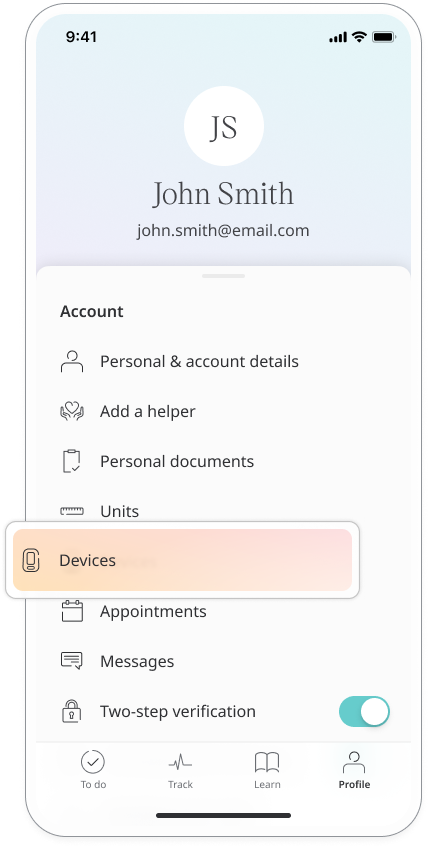 9:41
JS
John Smith
john.smith@email.com
Account
Personal & account details
Add a helper
Personal documents
Units
Devices
Appointments
Messages
Two-step verification
To do
Track
Learn
Profile